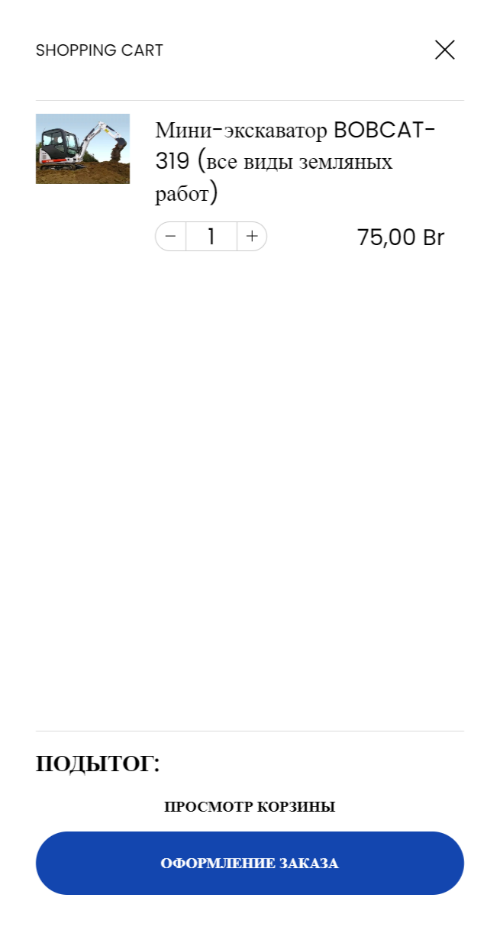 SHOPPING CART
Мини-экскаватор BOBCAT-
319 (все виды земляных
работ)
− 1 +
75,00 Br
ПОДЫТОГ:
ПРОСМОТР КОРЗИНЫ
ОФОРМЛЕНИЕ ЗАКАЗА